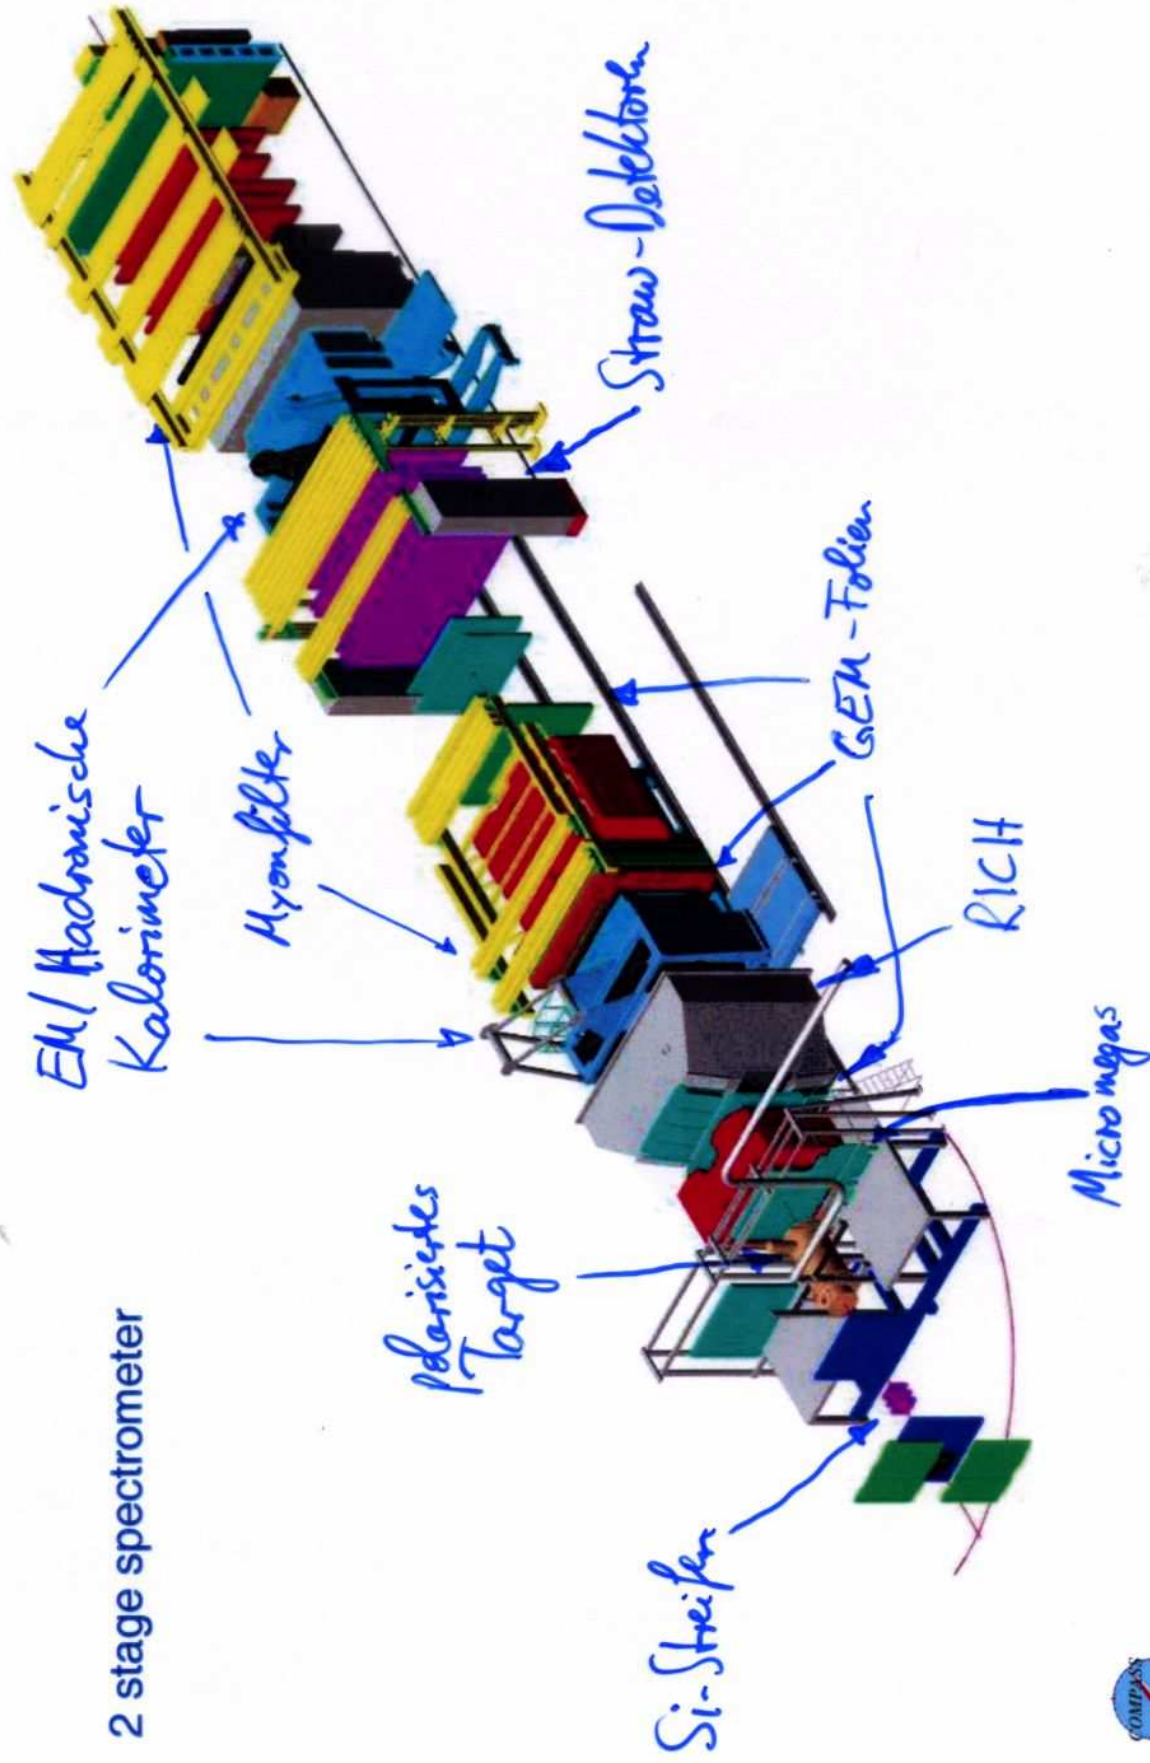 2 stage spectrometer
EM/Hadronische
Kalorimeter
Myonfilter
Straw-Detektoren
polarisiertes
Target
GEM-Folien
RICH
Micromegas
Si-Streifen
COMPASS